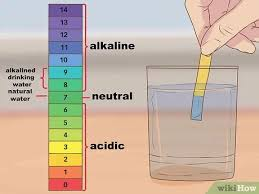 14
13
12
11
10
9
8
7
6
5
4
3
2
1
0
alkaline
alkalined
drinking
water
natural
water
neutral
acidic
wikiHow